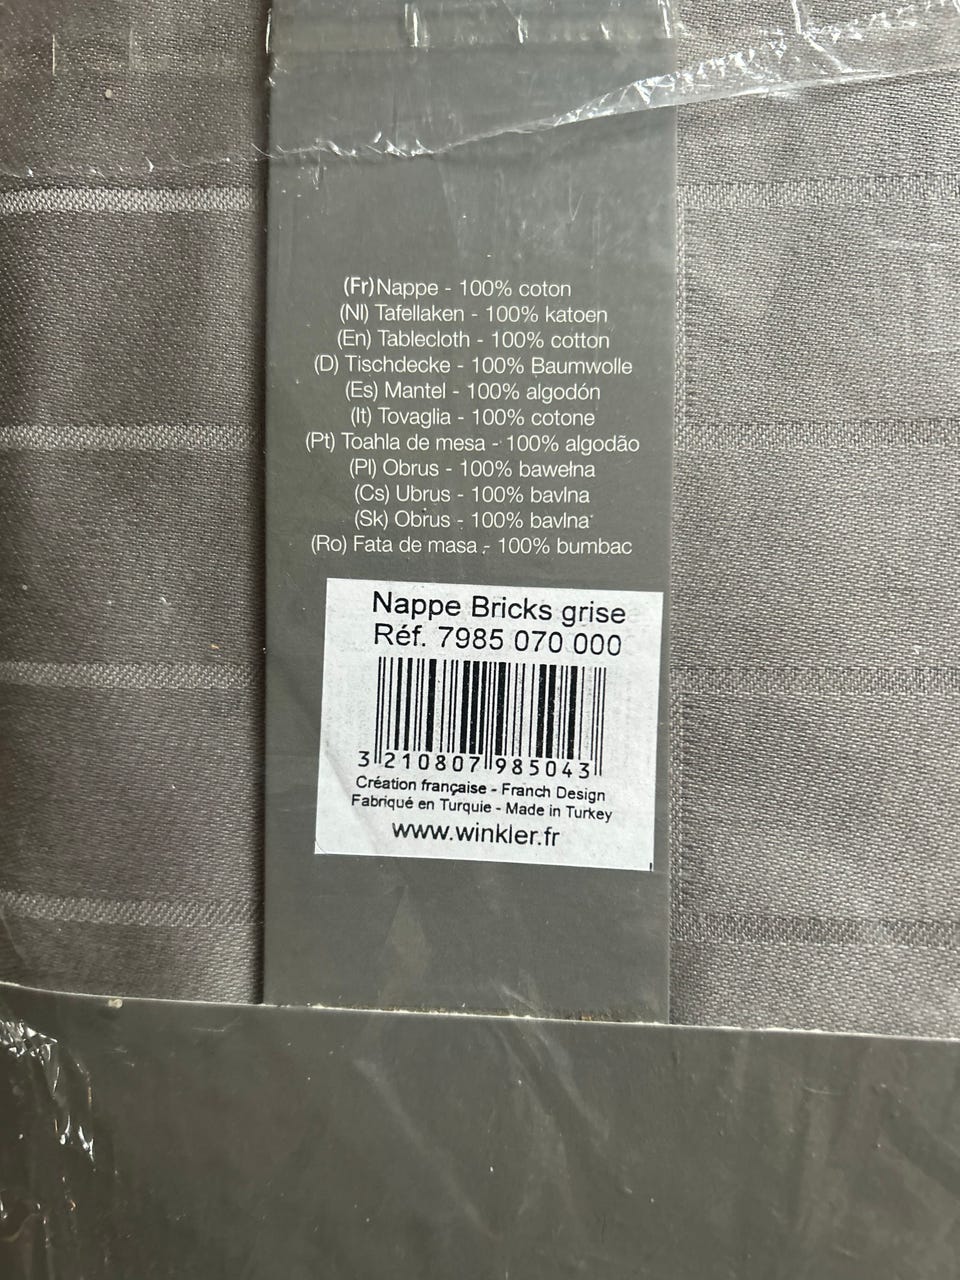 (Fr)Nappe - 100% coton
(Nl) Tafellaken - 100% katoen
(En) Tablecloth - 100% cotton
(D) Tischdecke - 100% Baumwolle
(Es) Mantel - 100% algodón
(It) Tovaglia - 100% cotone
(Pt) Toahla de mesa - 100% algodão
(Pl) Obrus - 100% bawełna
(Cs) Ubrus - 100% bavlna
(Sk) Obrus - 100% bavlna
(Ro) Fata de masa - 100% bumbac
Nappe Bricks grise
Réf. 7985 070 000
3 210807 985043
Création française - Franch Design
Fabriqué en Turquie - Made in Turkey
www.winkler.fr